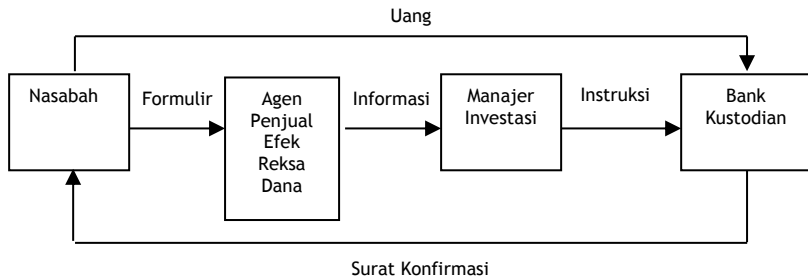 Uang
Nasabah
Formulir
Agen
Penjual
Efek
Reksa
Dana
Informasi
Manajer
Investasi
Instruksi
Bank
Kustodian
Surat Konfirmasi